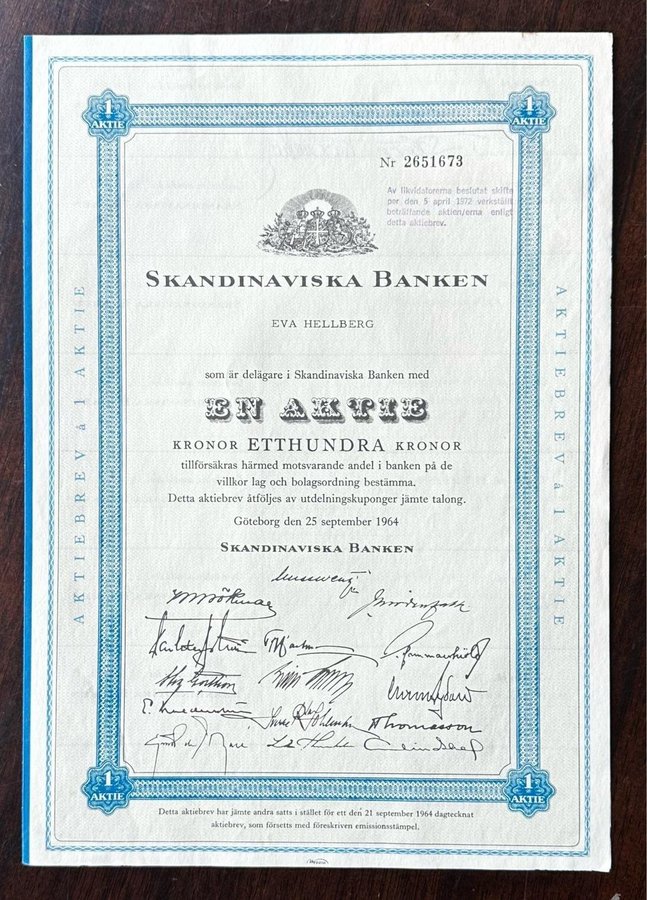 1
AKTIE
1
AKTIE
Nr 2651673
Av likvidatorerna beslutat skifte
per den 5 april 1972 verkställt
beträffande aktien/erna enligt
detta aktiebrev.
SKANDINAVISKA BANKEN
EVA HELLBERG
som är delägare i Skandinaviska Banken med
EN AKTIE
KRONOR ETTHUNDRA KRONOR
tillförsäkras härmed motsvarande andel i banken på de
villkor lag och bolagsordning bestämma.
Detta aktiebrev åtföljes av utdelningskuponger jämte talong.
Göteborg den 25 september 1964
SKANDINAVISKA BANKEN
AKTIEBREV à 1 AKTIE
AKTIEBREV à 1 AKTIE
Thomasson
1
AKTIE
1
AKTIE
Detta aktiebrev har jämte andra satts i stället för ett den 21 september 1964 dagtecknat
aktiebrev, som försetts med föreskriven emissionsstämpel.